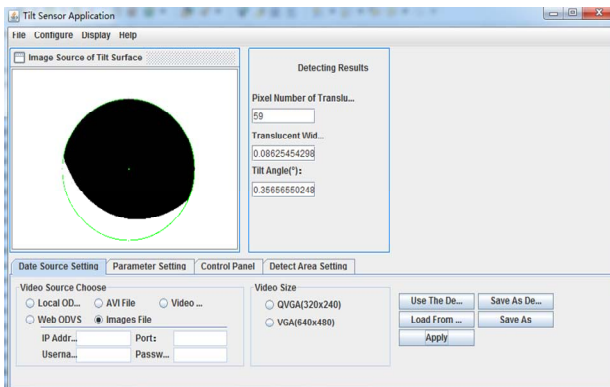 Tilt Sensor Application
File Configure Display Help
Image Source of Tilt Surface
Detecting Results
Pixel Number of Translu...
59
Translucent Wid...
0.08625454298
Tilt Angle(°):
0.35656550248
Date Source Setting Parameter Setting Control Panel Detect Area Setting
Video Source Choose
Local OD... AVI File Video ...
Web ODVS Images File
IP Addr... Port:
Userna... Passw...
Video Size
QVGA(320x240)
VGA(640x480)
Use The De... Save As De...
Load From ... Save As
Apply